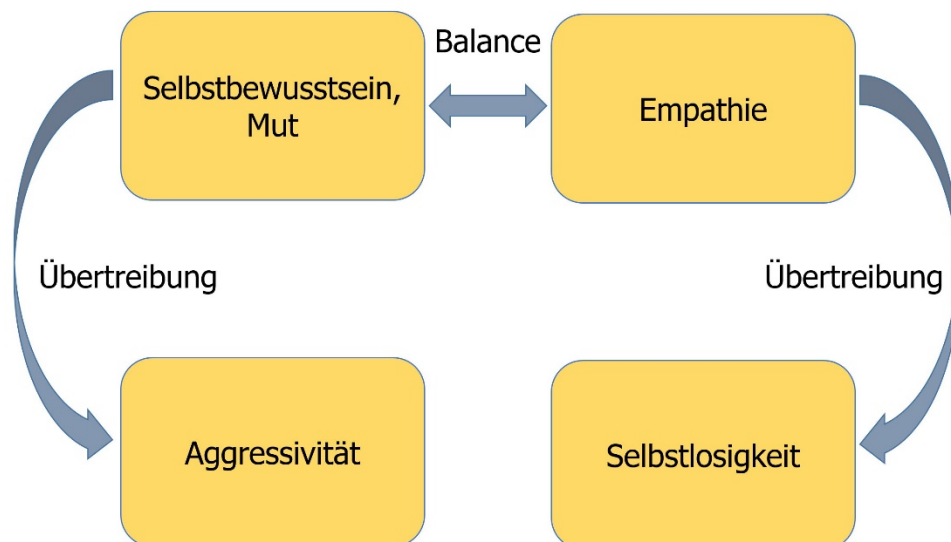 Balance
Selbstbewusstsein,
Mut
Empathie
Übertreibung
Übertreibung
Aggressivität
Selbstlosigkeit